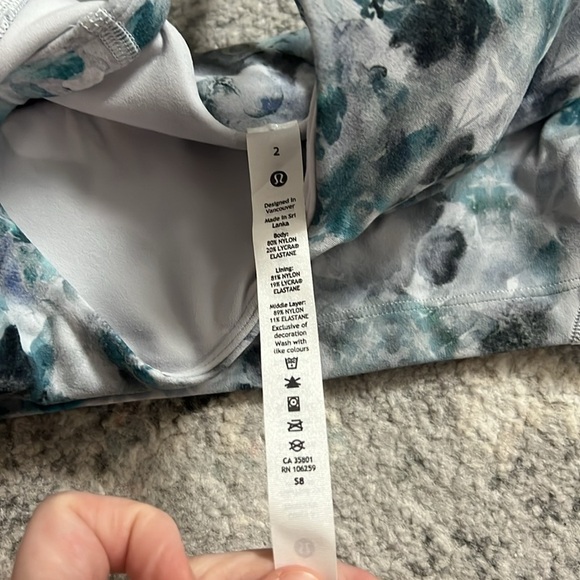 2
Designed in
Vancouver
Made in Sri
Lanka
Body:
80% NYLON
20% LYCRA®
ELASTANE
Lining:
81% NYLON
19% LYCRA®
ELASTANE
Middle Layer:
89% NYLON
11% ELASTANE
Exclusive of
decoration
Wash with
like colours
CA 35801
RN 106259
S8